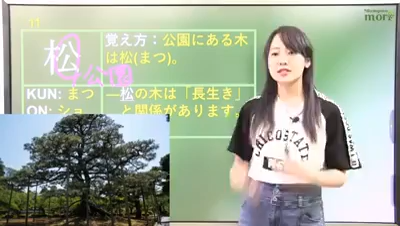 11
松
公園
覚え方：公園にある木
は松(まつ)。
KUN: まつ
ON: ショ
―松の木は「長生き」
と関係があります。
more
CHICO STATE